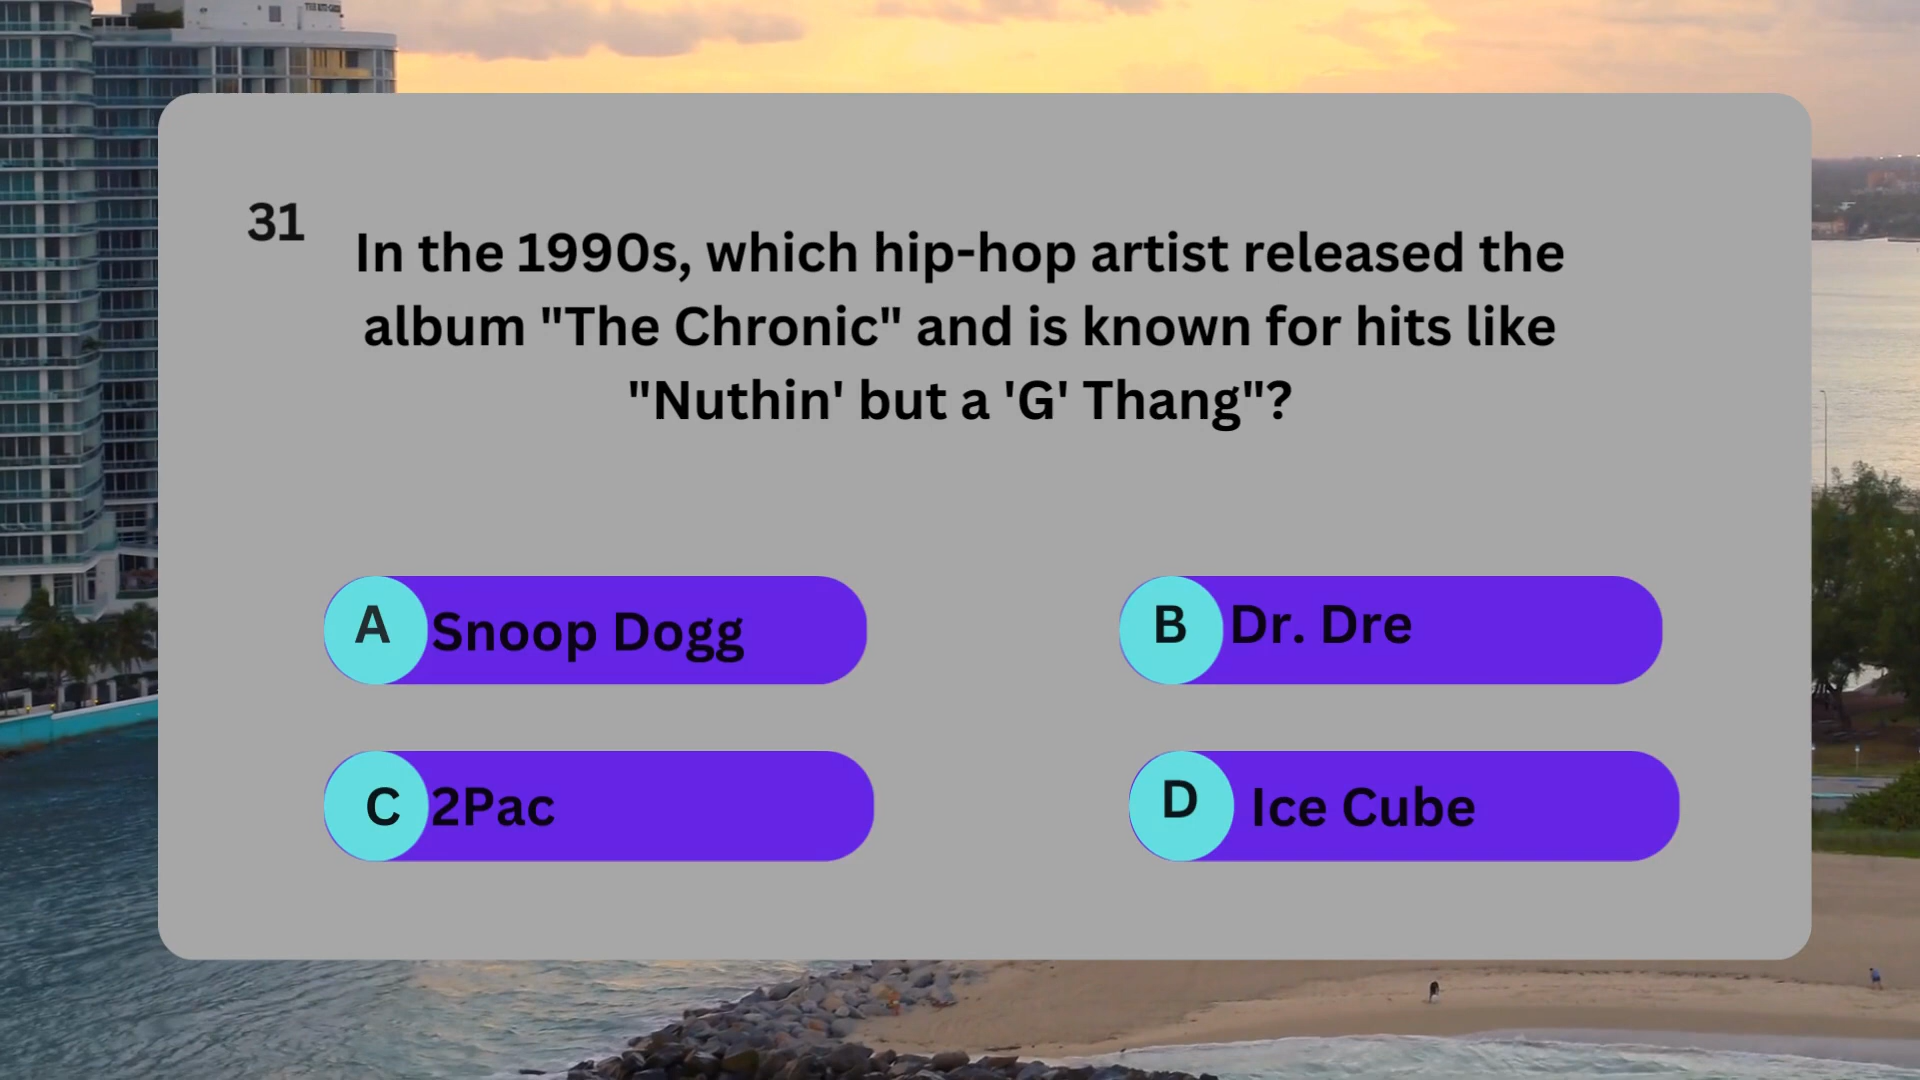 31
In the 1990s, which hip-hop artist released the
album "The Chronic" and is known for hits like
"Nuthin' but a 'G' Thang"?
A Snoop Dogg
B Dr. Dre
C 2Pac
D Ice Cube